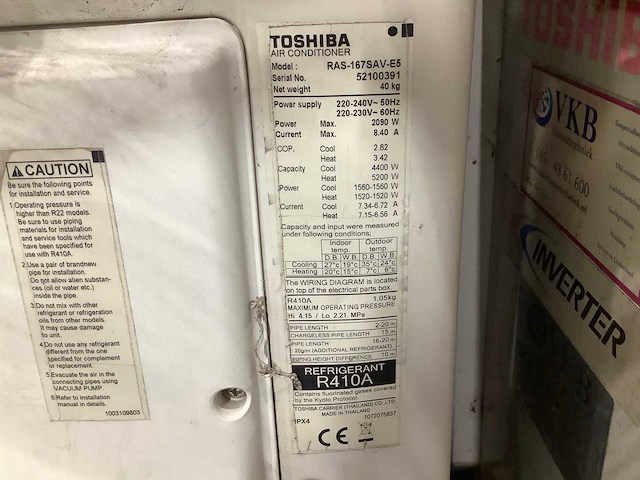 TOSHIBA
AIR CONDITIONER
Model : RAS-167SAV-E5
Serial No. 52100391
Net weight 40 kg
Power supply 220-240V~ 50Hz
220-230V~ 60Hz
Power Max. 2090 W
Current Max. 8.40 A
COP. Cool 2.82
Heat 3.42
Capacity Cool 4400 W
Heat 5200 W
Power Cool 1560-1560 W
Heat 1520-1520 W
Current Cool 7.34-6.72 A
Heat 7.15-6.56 A
Capacity and input were measured
under following conditions;
Indoor temp. Outdoor temp.
D.B. W.B. D.B. W.B.
Cooling 27°c 19°c 35°c 24°c
Heating 20°c 15°c 7°c 6°c
The WIRING DIAGRAM is located
on top of the electrical parts box.
R410A 1.05kg
MAXIMUM OPERATING PRESSURE
Hi 4.15 / Lo 2.21 MPa
PIPE LENGTH 2-20 m
CHARGELESS PIPE LENGTH 15 m
PIPE LENGTH 16-20 m
20g/m (ADDITIONAL REFRIGERANT)
PIPING HEIGHT DIFFERENCE 10 m
REFRIGERANT
R410A
Contains fluorinated gases covered
by the Kyoto Protocol.
TOSHIBA CARRIER (THAILAND) CO.,LTD.
MADE IN THAILAND
IPX4 1072075837
CE
CAUTION
Be sure the following points
for installation and service.
1.Operating pressure is
higher than R22 models.
Be sure to use piping
materials for installation
and service tools which
have been specified for
use with R410A.
2.Use a pair of brandnew
pipe for installation.
Do not allow alien substan-
ces (oil or water etc.)
inside the pipe.
3.Do not mix with other
refrigerant or refrigeration
oils from other models.
It may cause damage
to unit.
4.Do not use any refrigerant
different from the one
specified for complement
or replacement.
5.Evacuate the air in the
connecting pipes using
VACUUM PUMP.
6.Refer to Installation
manual in details.
1003109803
TOSHIBA
VKB
INVERTER